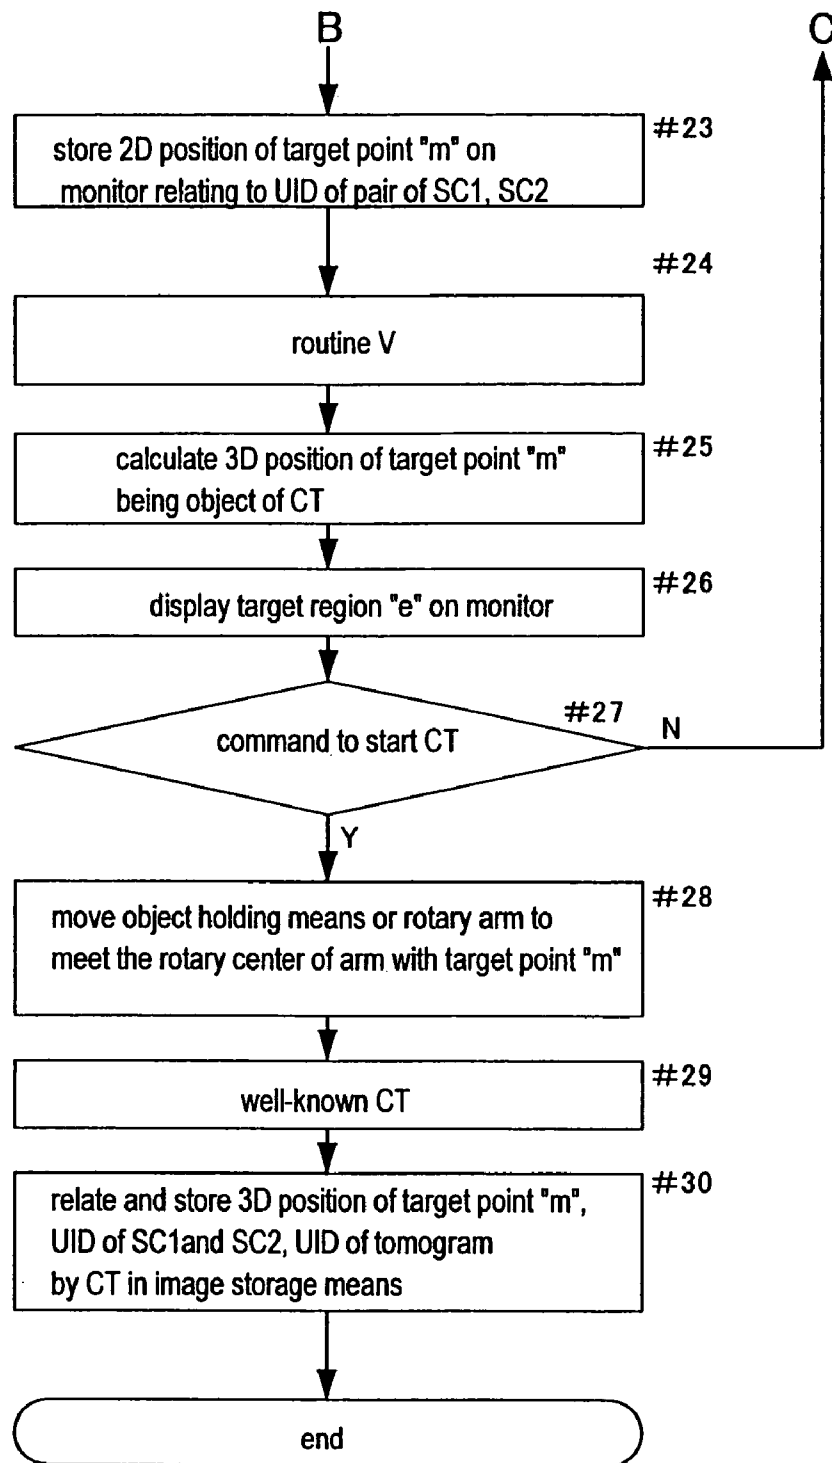 B
C
#23
store 2D position of target point "m" on
monitor relating to UID of pair of SC1, SC2
#24
routine V
#25
calculate 3D position of target point "m"
being object of CT
#26
display target region "e" on monitor
#27
command to start CT
N
Y
#28
move object holding means or rotary arm to
meet the rotary center of arm with target point "m"
#29
well-known CT
#30
relate and store 3D position of target point "m",
UID of SC1and SC2, UID of tomogram
by CT in image storage means
end